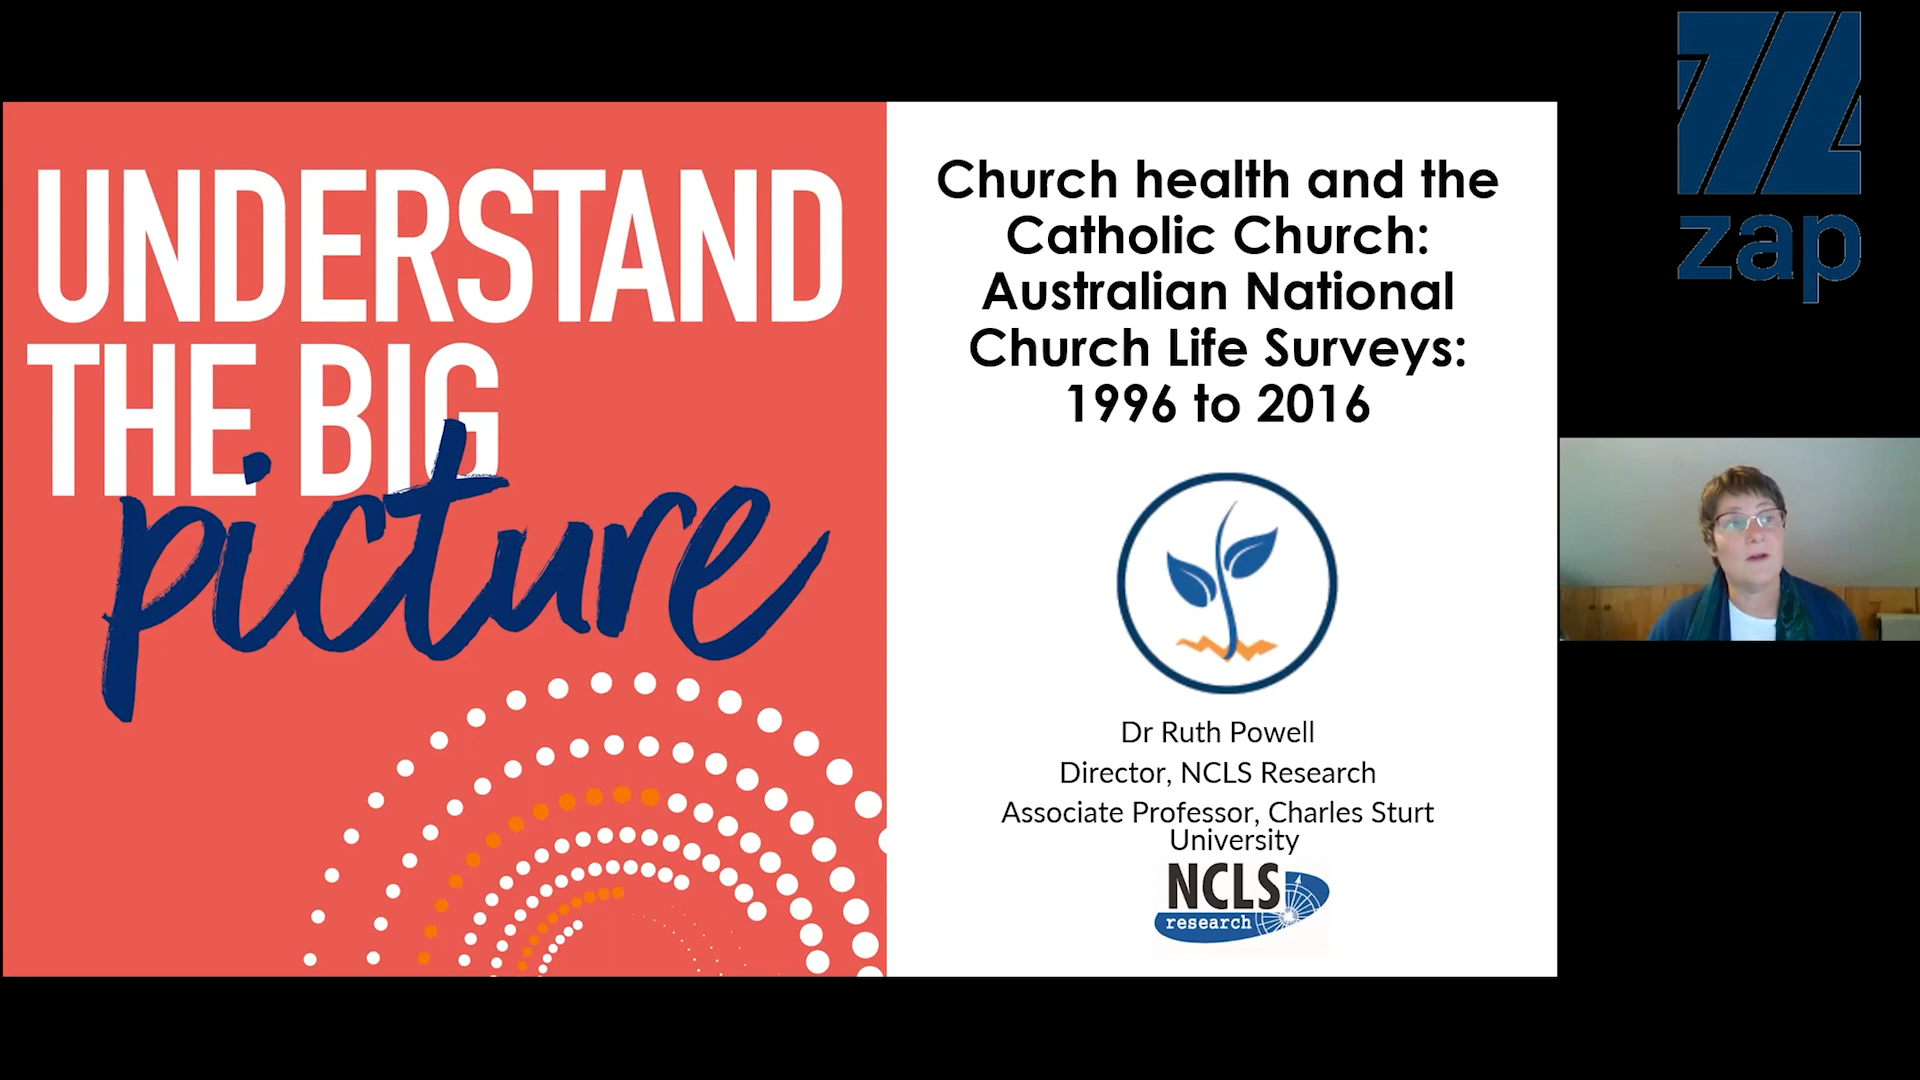 UNDERSTAND
THE BIG
picture
Church health and the
Catholic Church:
Australian National
Church Life Surveys:
1996 to 2016
Dr Ruth Powell
Director, NCLS Research
Associate Professor, Charles Sturt
University
NCLS
research
zap